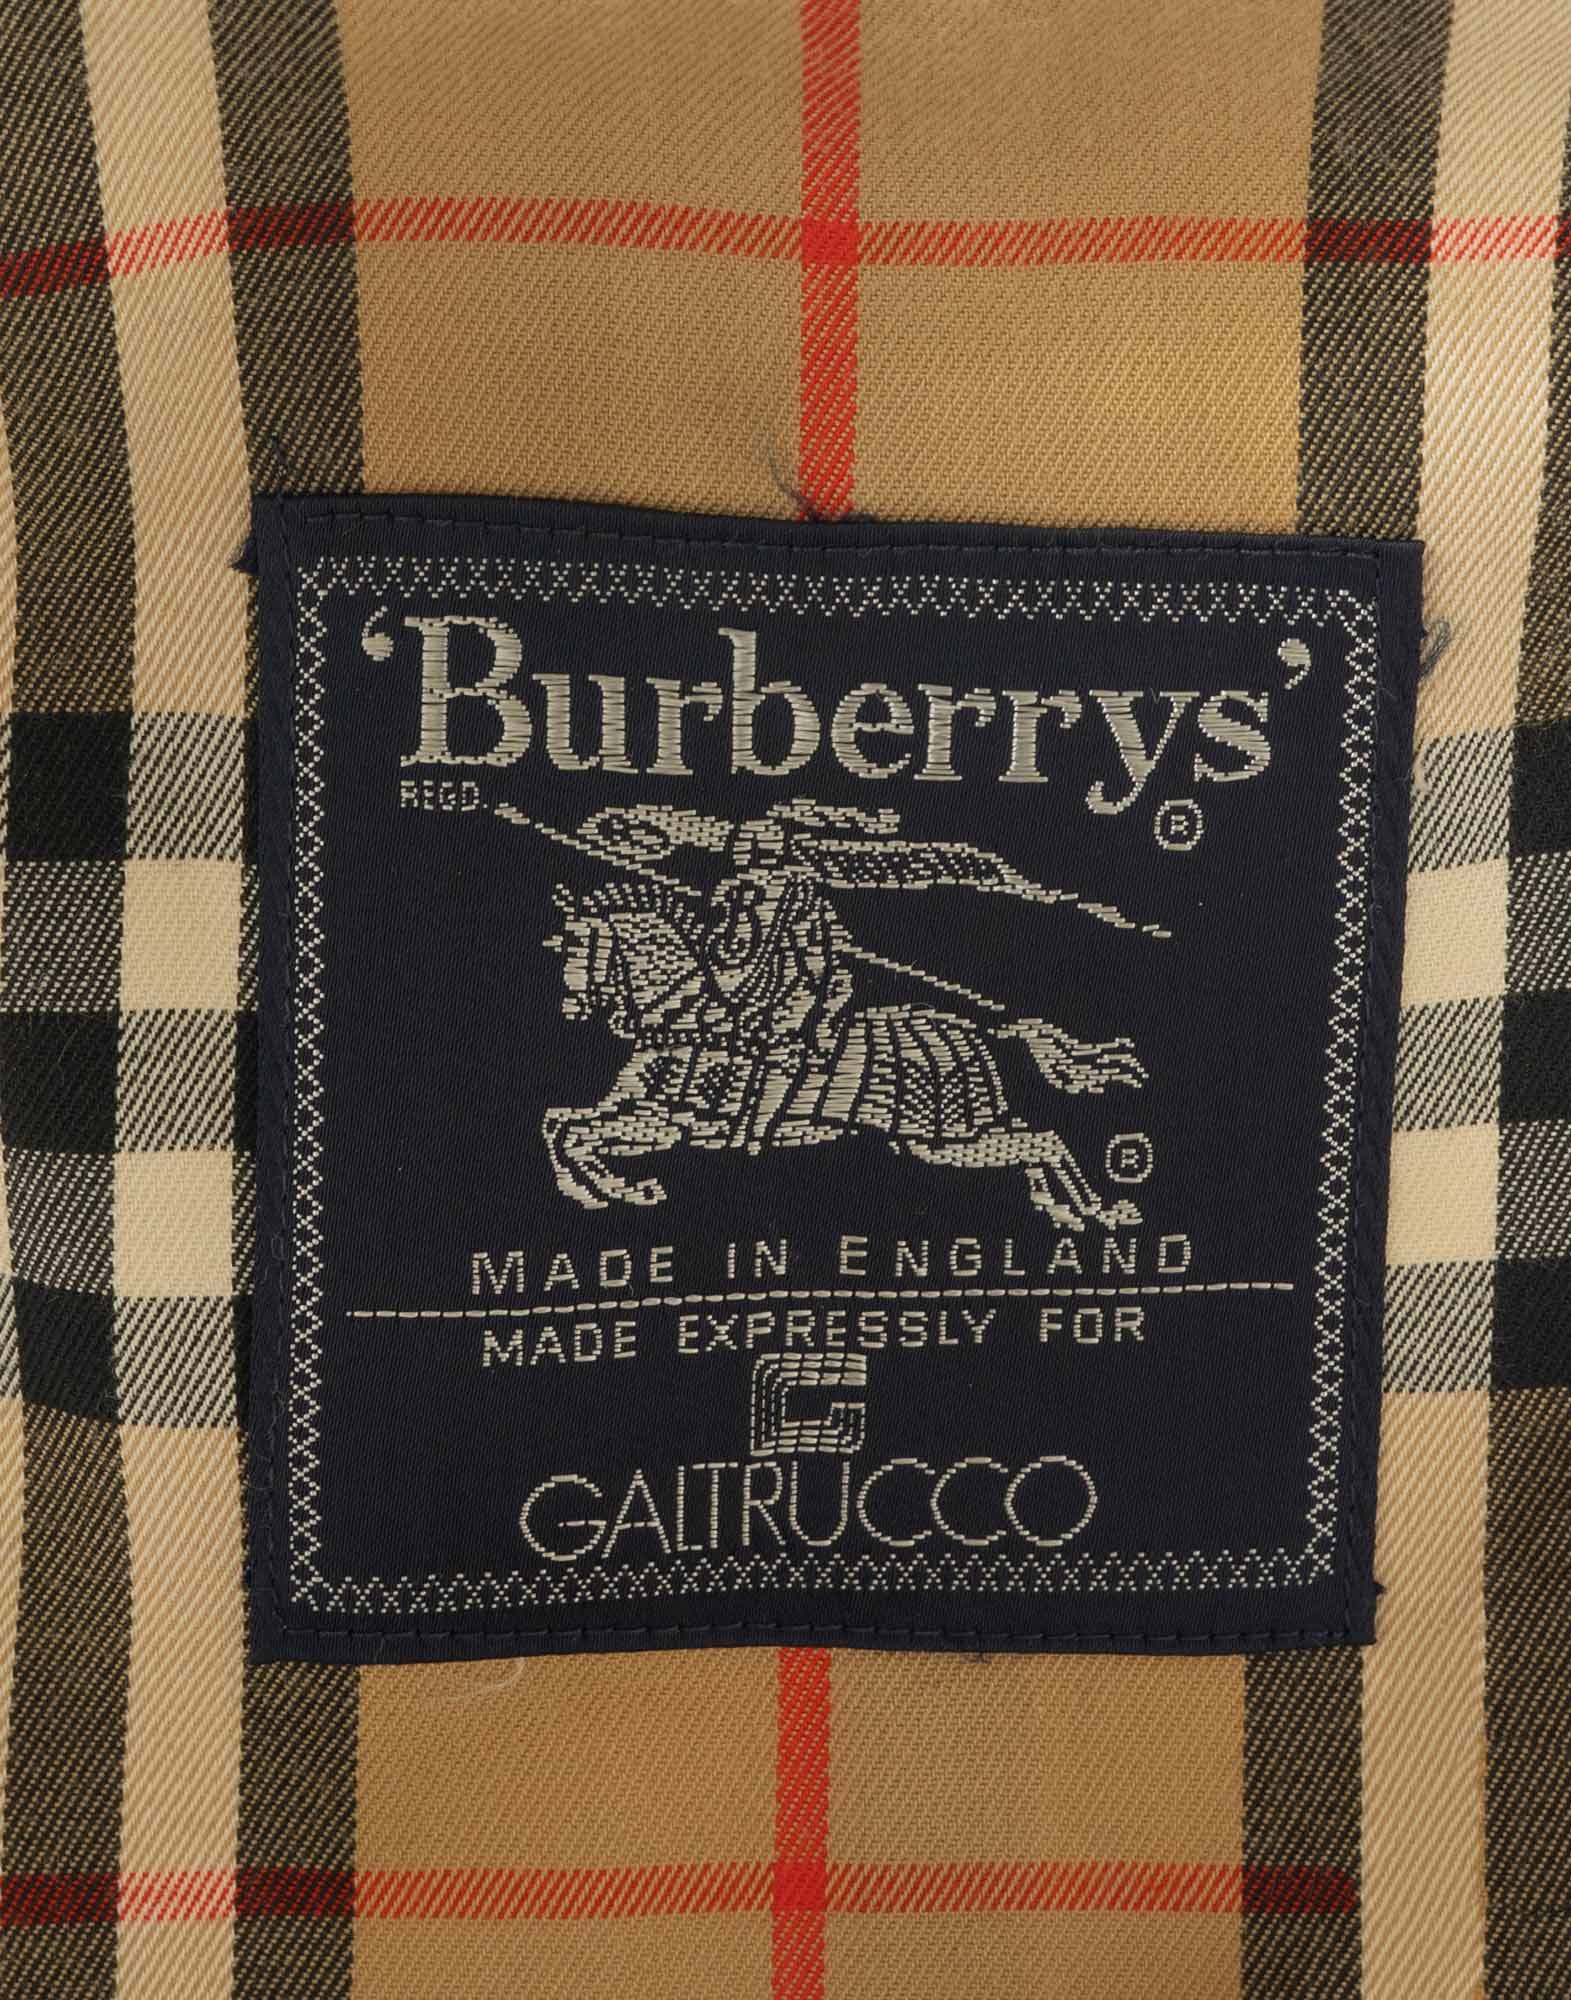 ‘Burberrys’
REGD. ®
®
MADE IN ENGLAND
MADE EXPRESSLY FOR
G
GALTRUCCO